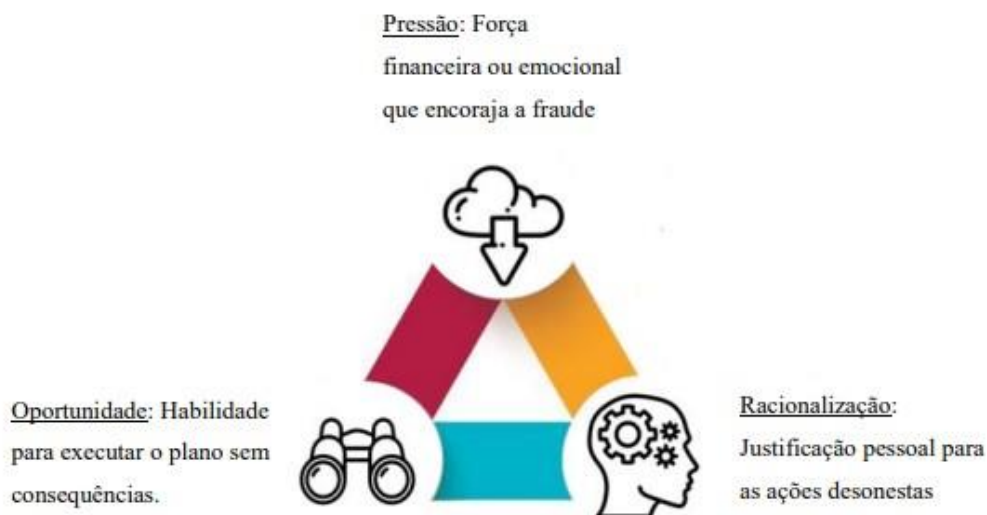 Pressão: Força
financeira ou emocional
que encoraja a fraude
Oportunidade: Habilidade
para executar o plano sem
consequências.
Racionalização:
Justificação pessoal para
as ações desonestas